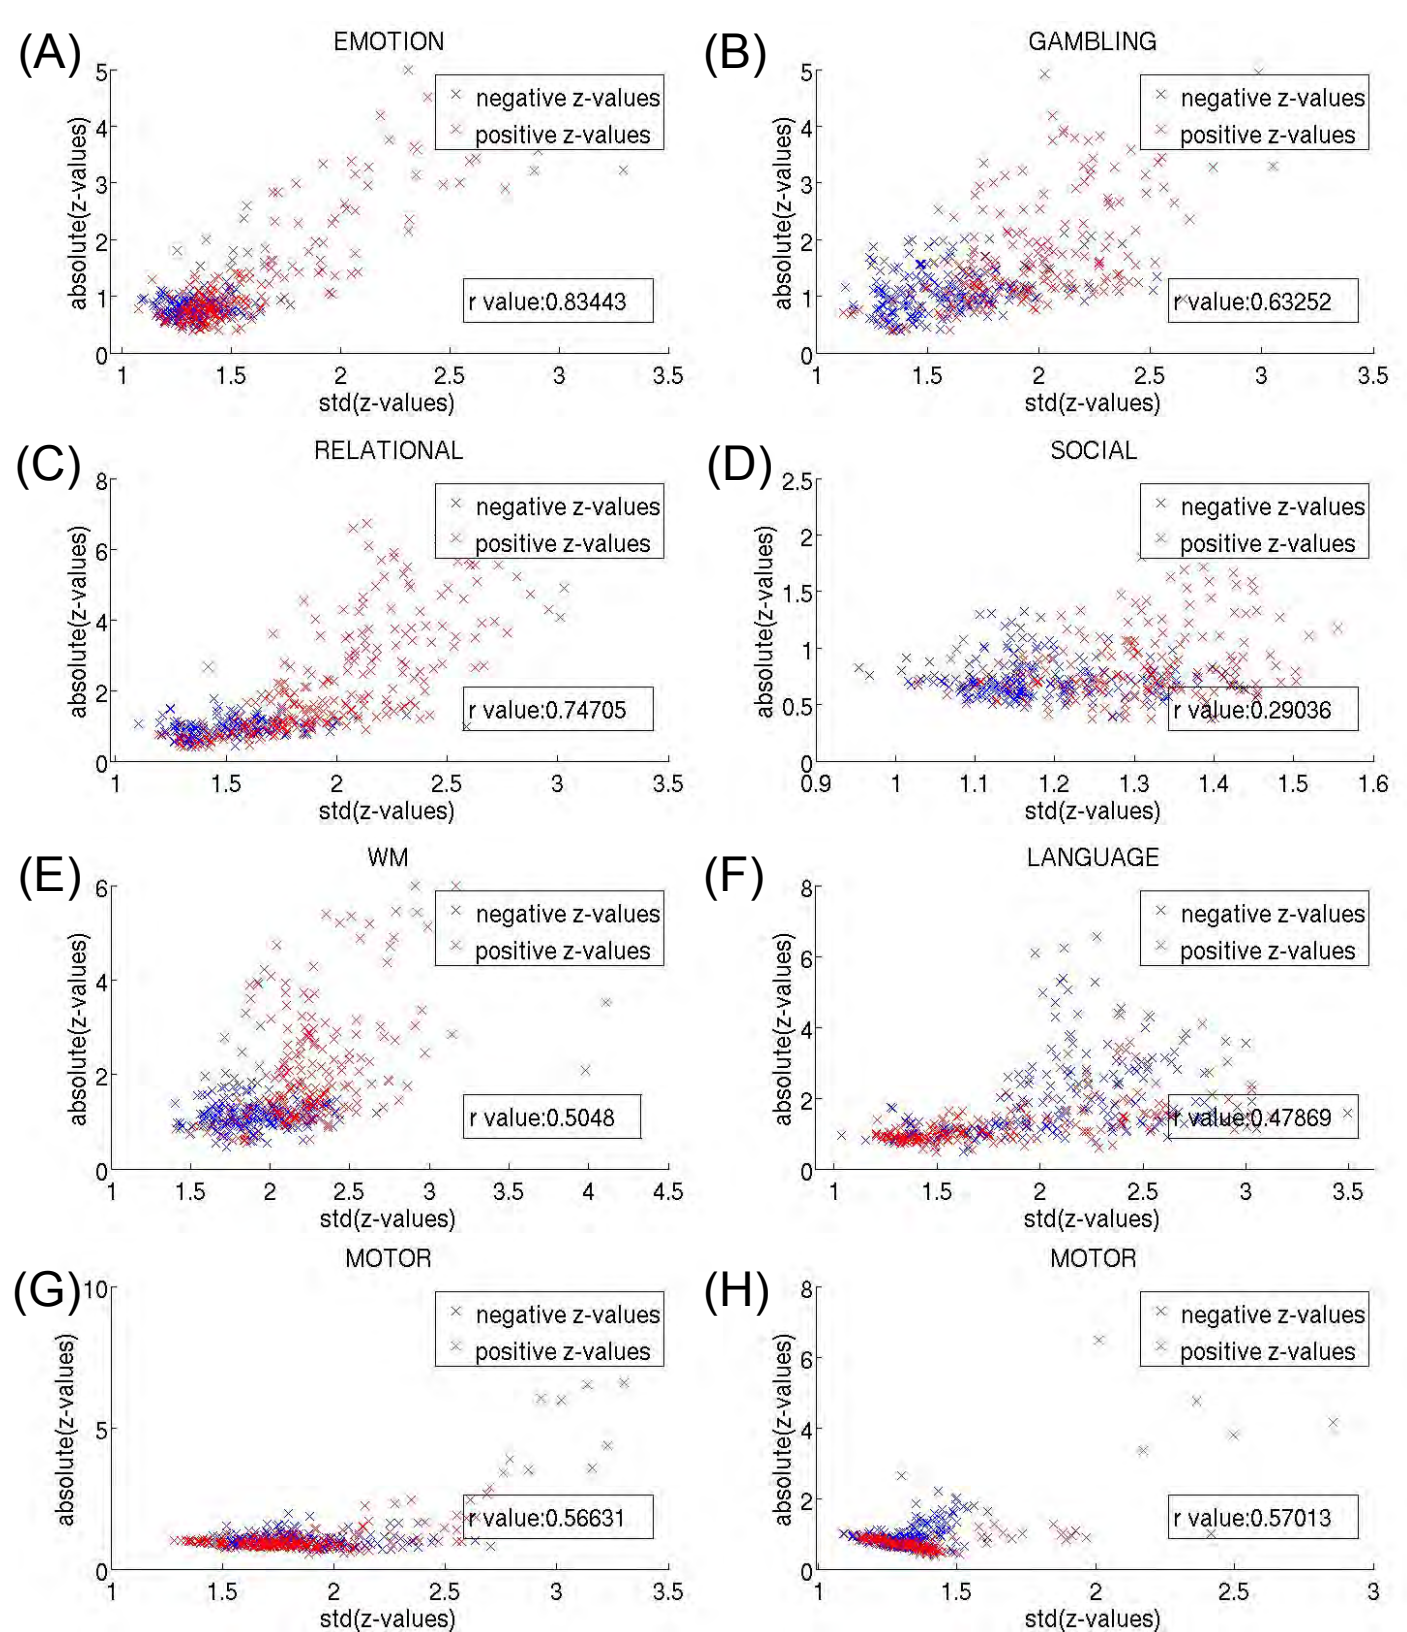 (A)
EMOTION
absolute(z-values)
5
4
3
2
1
0
negative z-values
positive z-values
r value:0.83443
1 1.5 2 2.5 3 3.5
std(z-values)
(B)
GAMBLING
absolute(z-values)
5
4
3
2
1
0
negative z-values
positive z-values
r value:0.63252
1 1.5 2 2.5 3 3.5
std(z-values)
(C)
RELATIONAL
absolute(z-values)
8
6
4
2
0
negative z-values
positive z-values
r value:0.74705
1 1.5 2 2.5 3 3.5
std(z-values)
(D)
SOCIAL
absolute(z-values)
2.5
2
1.5
1
0.5
0
negative z-values
positive z-values
r value:0.29036
0.9 1 1.1 1.2 1.3 1.4 1.5 1.6
std(z-values)
(E)
WM
absolute(z-values)
6
4
2
0
negative z-values
positive z-values
r value:0.5048
1 1.5 2 2.5 3 3.5 4 4.5
std(z-values)
(F)
LANGUAGE
absolute(z-values)
8
6
4
2
0
negative z-values
positive z-values
r value:0.47869
1 1.5 2 2.5 3 3.5
std(z-values)
(G)
MOTOR
absolute(z-values)
10
5
0
negative z-values
positive z-values
r value:0.56631
1 1.5 2 2.5 3 3.5
std(z-values)
(H)
MOTOR
absolute(z-values)
8
6
4
2
0
negative z-values
positive z-values
r value:0.57013
1 1.5 2 2.5 3
std(z-values)